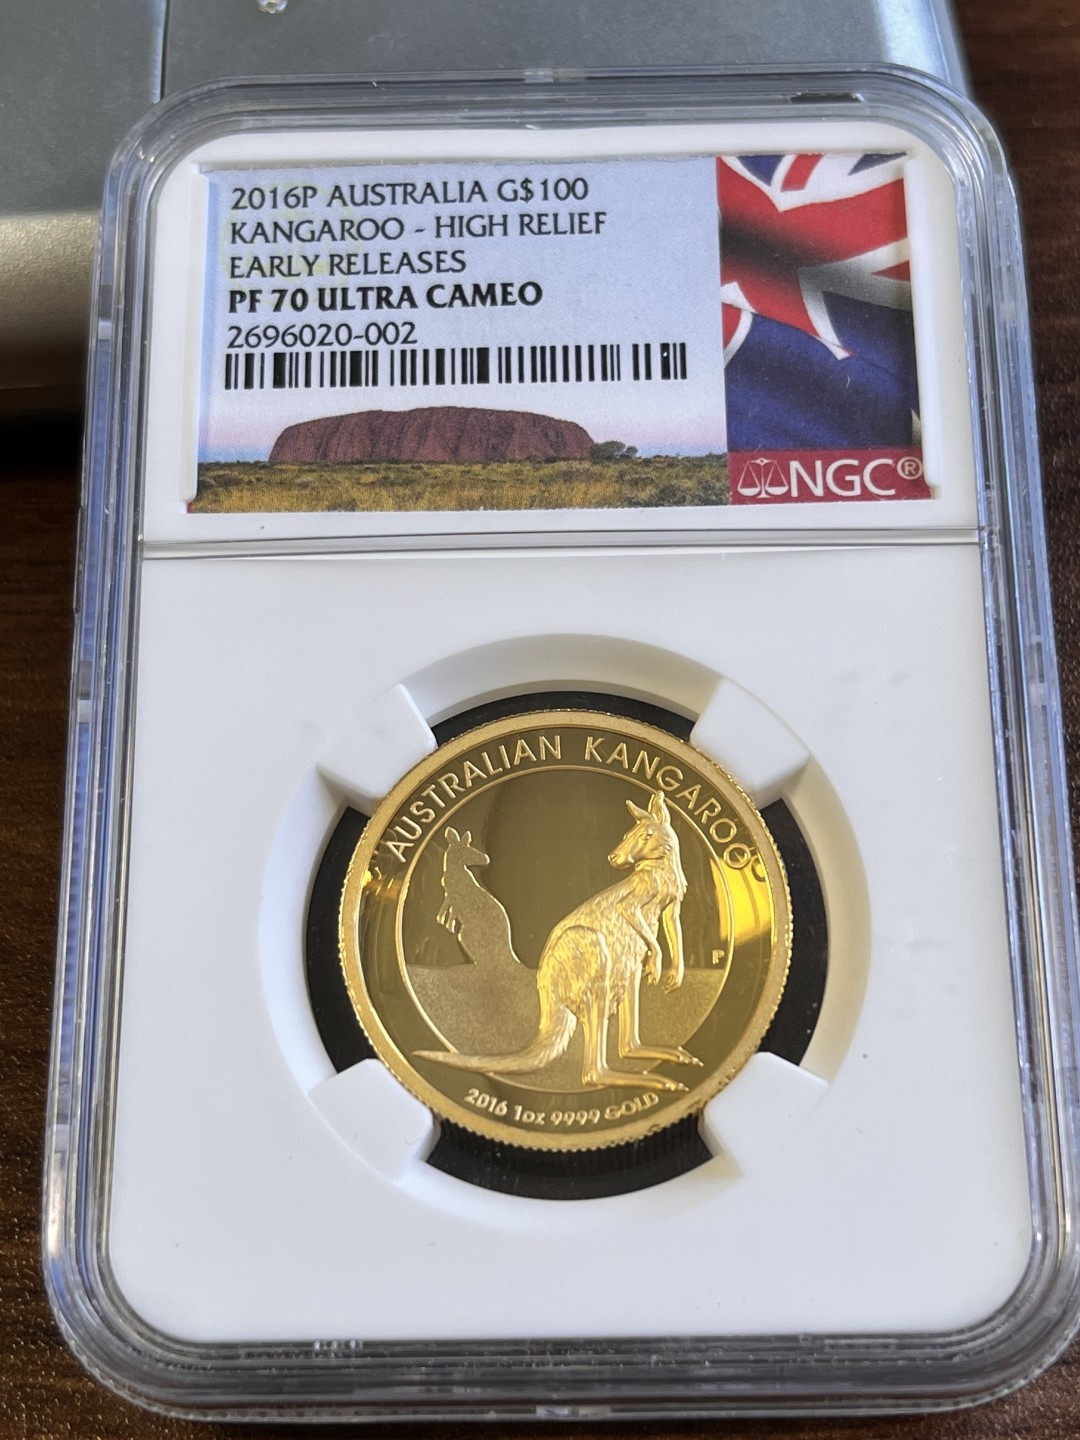 2016P AUSTRALIA G$100
KANGAROO - HIGH RELIEF
EARLY RELEASES
PF 70 ULTRA CAMEO
2696020-002
NGC®
AUSTRALIAN KANGAROO
P
2016 1oz 9999 GOLD